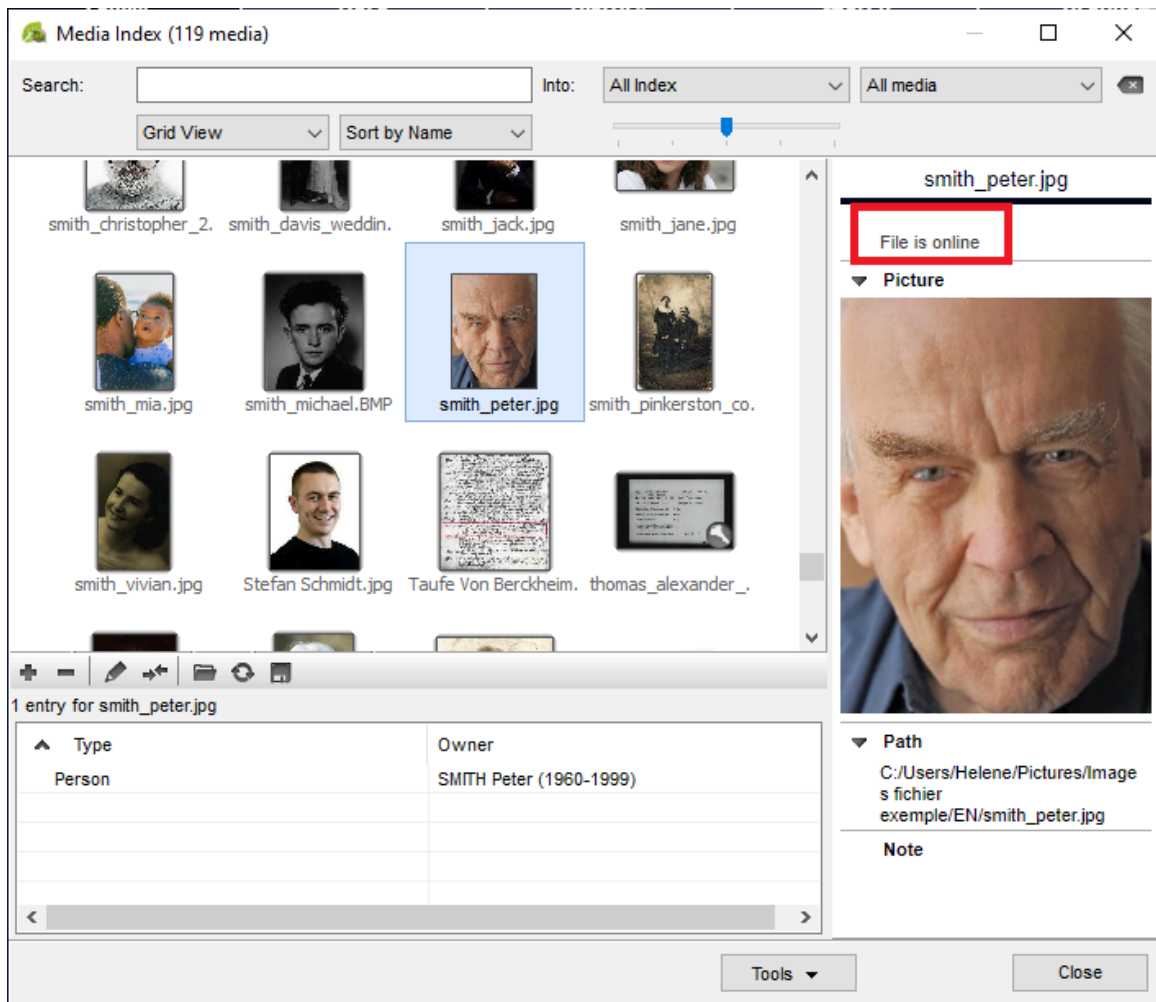 Media Index (119 media)
Search:
Into:
All Index
All media
Grid View
Sort by Name
smith_christopher_2.
smith_davis_weddin.
smith_jack.jpg
smith_jane.jpg
smith_mia.jpg
smith_michael.BMP
smith_peter.jpg
smith_pinkerston_co.
smith_vivian.jpg
Stefan Schmidt.jpg
Taufe Von Berckheim.
thomas_alexander_.
1 entry for smith_peter.jpg
Type Owner
Person SMITH Peter (1960-1999)
smith_peter.jpg
File is online
Picture
Path
C:/Users/Helene/Pictures/Image
s fichier
exemple/EN/smith_peter.jpg
Note
Tools
Close